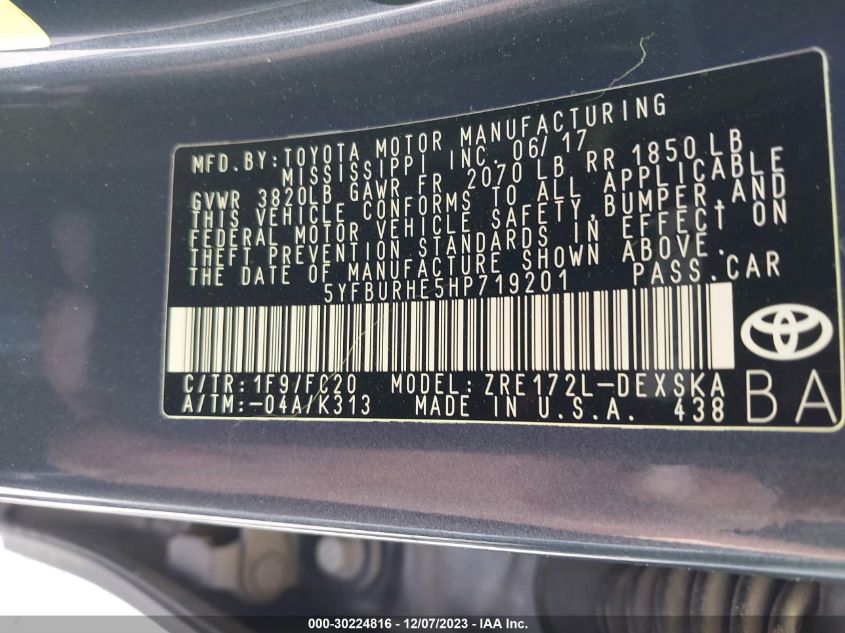 MFD.BY:TOYOTA MOTOR MANUFACTURING
MISSISSIPPI INC. 06/17
GVWR 3820LB GAWR FR 2070 LB RR 1850 LB
THIS VEHICLE CONFORMS TO ALL APPLICABLE
FEDERAL MOTOR VEHICLE SAFETY,BUMPER,AND
THEFT PREVENTION STANDARDS IN EFFECT ON
THE DATE OF MANUFACTURE SHOWN ABOVE.
5YFBURHE5HP719201 PASS.CAR
C/TR:1F9/FC20 MODEL:ZRE172L-DEXSKA
A/TM:-04A/K313 MADE IN U.S.A. 438
BA
000-30224816 - 12/07/2023 - IAA Inc.